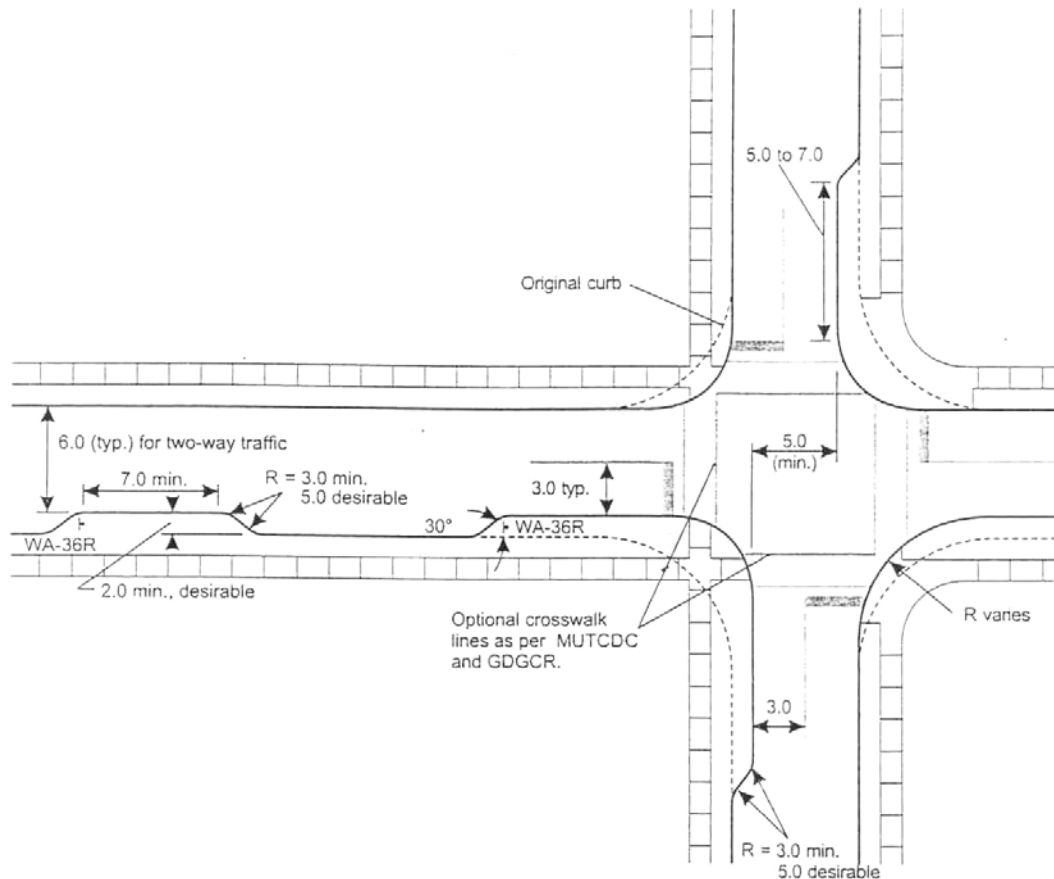 5.0 to 7.0
Original curb
6.0 (typ.) for two-way traffic
7.0 min.
R = 3.0 min.
5.0 desirable
3.0 typ.
5.0
(min.)
30°
WA-36R
WA-36R
2.0 min., desirable
Optional crosswalk
lines as per MUTCDC
and GDGCR.
R varies
3.0
R = 3.0 min.
5.0 desirable